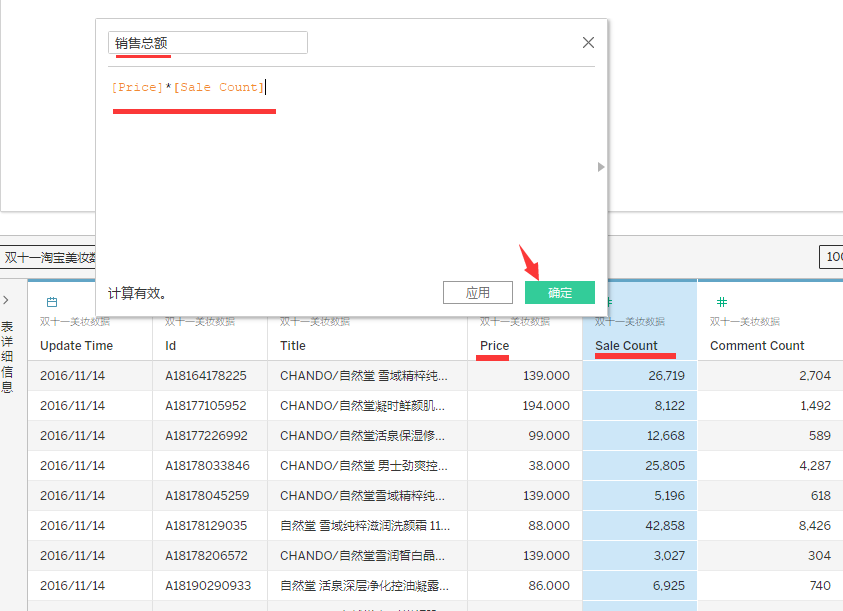 销售总额
[Price]*[Sale Count]
计算有效。
应用
确定
双十一淘宝美妆数
100
表详细信息
双十一美妆数据 双十一美妆数据 双十一美妆数据 双十一美妆数据 双十一美妆数据 双十一美妆数据
Update Time Id Title Price Sale Count Comment Count
2016/11/14 A18164178225 CHANDO/自然堂 雪域精粹纯... 139.000 26,719 2,704
2016/11/14 A18177105952 CHANDO/自然堂凝时鲜颜肌... 194.000 8,122 1,492
2016/11/14 A18177226992 CHANDO/自然堂活泉保湿修... 99.000 12,668 589
2016/11/14 A18178033846 CHANDO/自然堂 男士劲爽控... 38.000 25,805 4,287
2016/11/14 A18178045259 CHANDO/自然堂雪域精粹纯... 139.000 5,196 618
2016/11/14 A18178129035 自然堂 雪域纯粹滋润洗颜霜 11... 88.000 42,858 8,426
2016/11/14 A18178206572 CHANDO/自然堂雪润皙白晶... 139.000 3,027 304
2016/11/14 A18190290933 自然堂 活泉深层净化控油凝露... 86.000 6,925 740